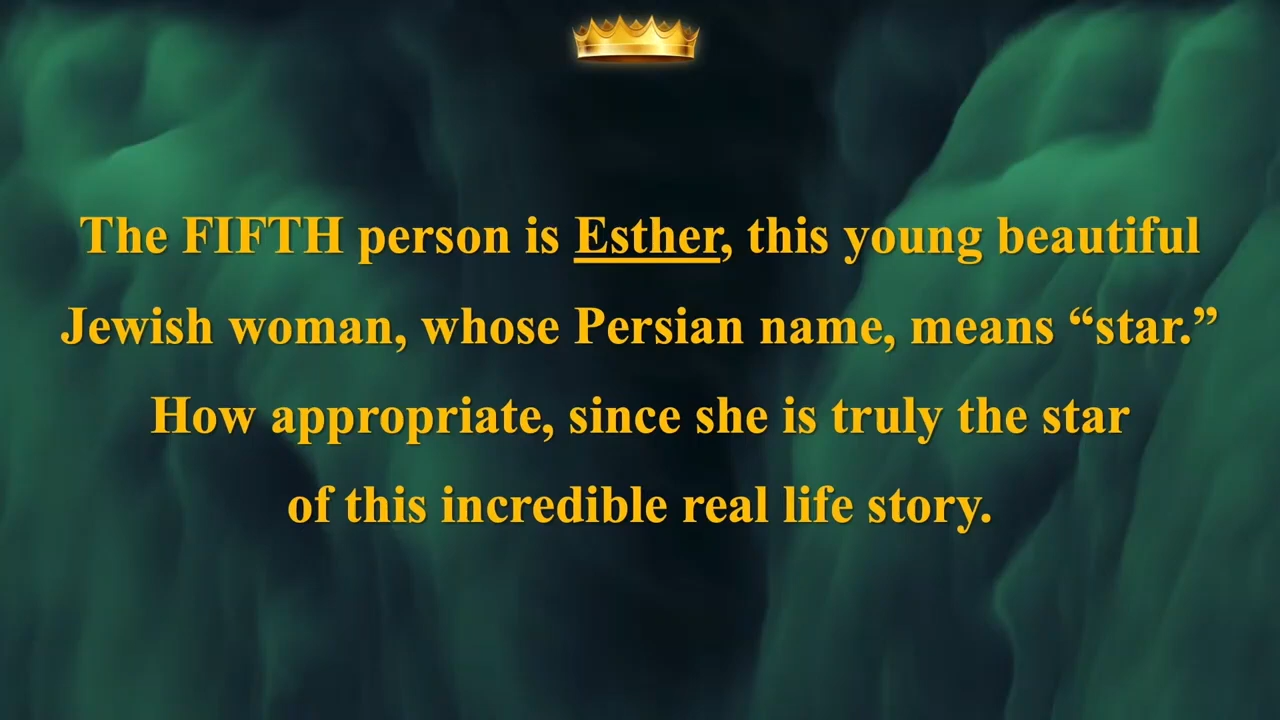 The FIFTH person is Esther, this young beautiful
Jewish woman, whose Persian name, means “star.”
How appropriate, since she is truly the star
of this incredible real life story.